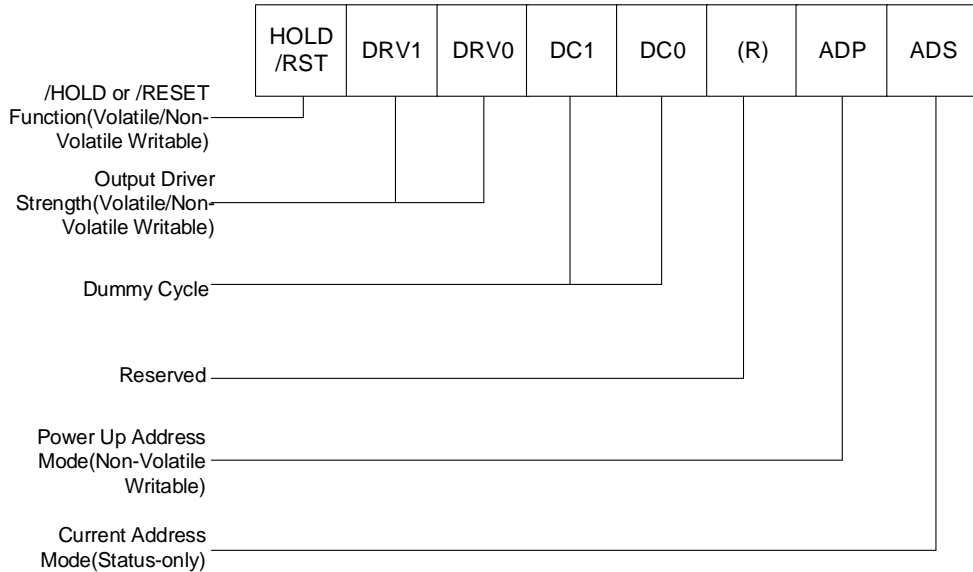 HOLD
/RST
DRV1
DRV0
DC1
DC0
(R)
ADP
ADS
/HOLD or /RESET
Function(Volatile/Non-
Volatile Writable)
Output Driver
Strength(Volatile/Non-
Volatile Writable)
Dummy Cycle
Reserved
Power Up Address
Mode(Non-Volatile
Writable)
Current Address
Mode(Status-only)